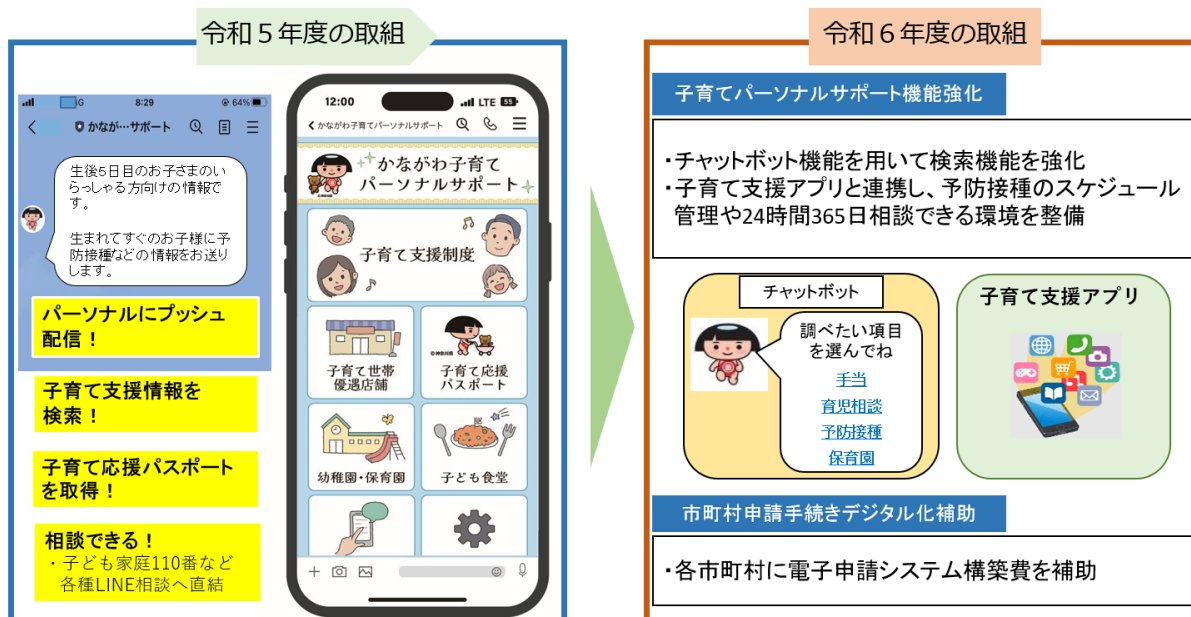 令和５年度の取組
G 8:29 64%
かなが…サポート
生後5日目のお子さまのい
らっしゃる方向けの情報で
す。
生まれてすぐのお子様に予
防接種などの情報をお送り
します。
パーソナルにプッシュ
配信！
子育て支援情報を
検索！
子育て応援パスポート
を取得！
相談できる！
・子ども家庭110番など
各種LINE相談へ直結
12:00 LTE 53
かながわ子育てパーソナルサポート
かながわ子育て
パーソナルサポート
©神奈川県
子育て支援制度
子育て世帯
優遇店舗
©神奈川県
子育て応援
パスポート
幼稚園・保育園
子ども食堂
令和６年度の取組
子育てパーソナルサポート機能強化
・チャットボット機能を用いて検索機能を強化
・子育て支援アプリと連携し、予防接種のスケジュール
管理や24時間365日相談できる環境を整備
チャットボット
調べたい項目
を選んでね
手当
育児相談
予防接種
保育園
子育て支援アプリ
市町村申請手続きデジタル化補助
・各市町村に電子申請システム構築費を補助